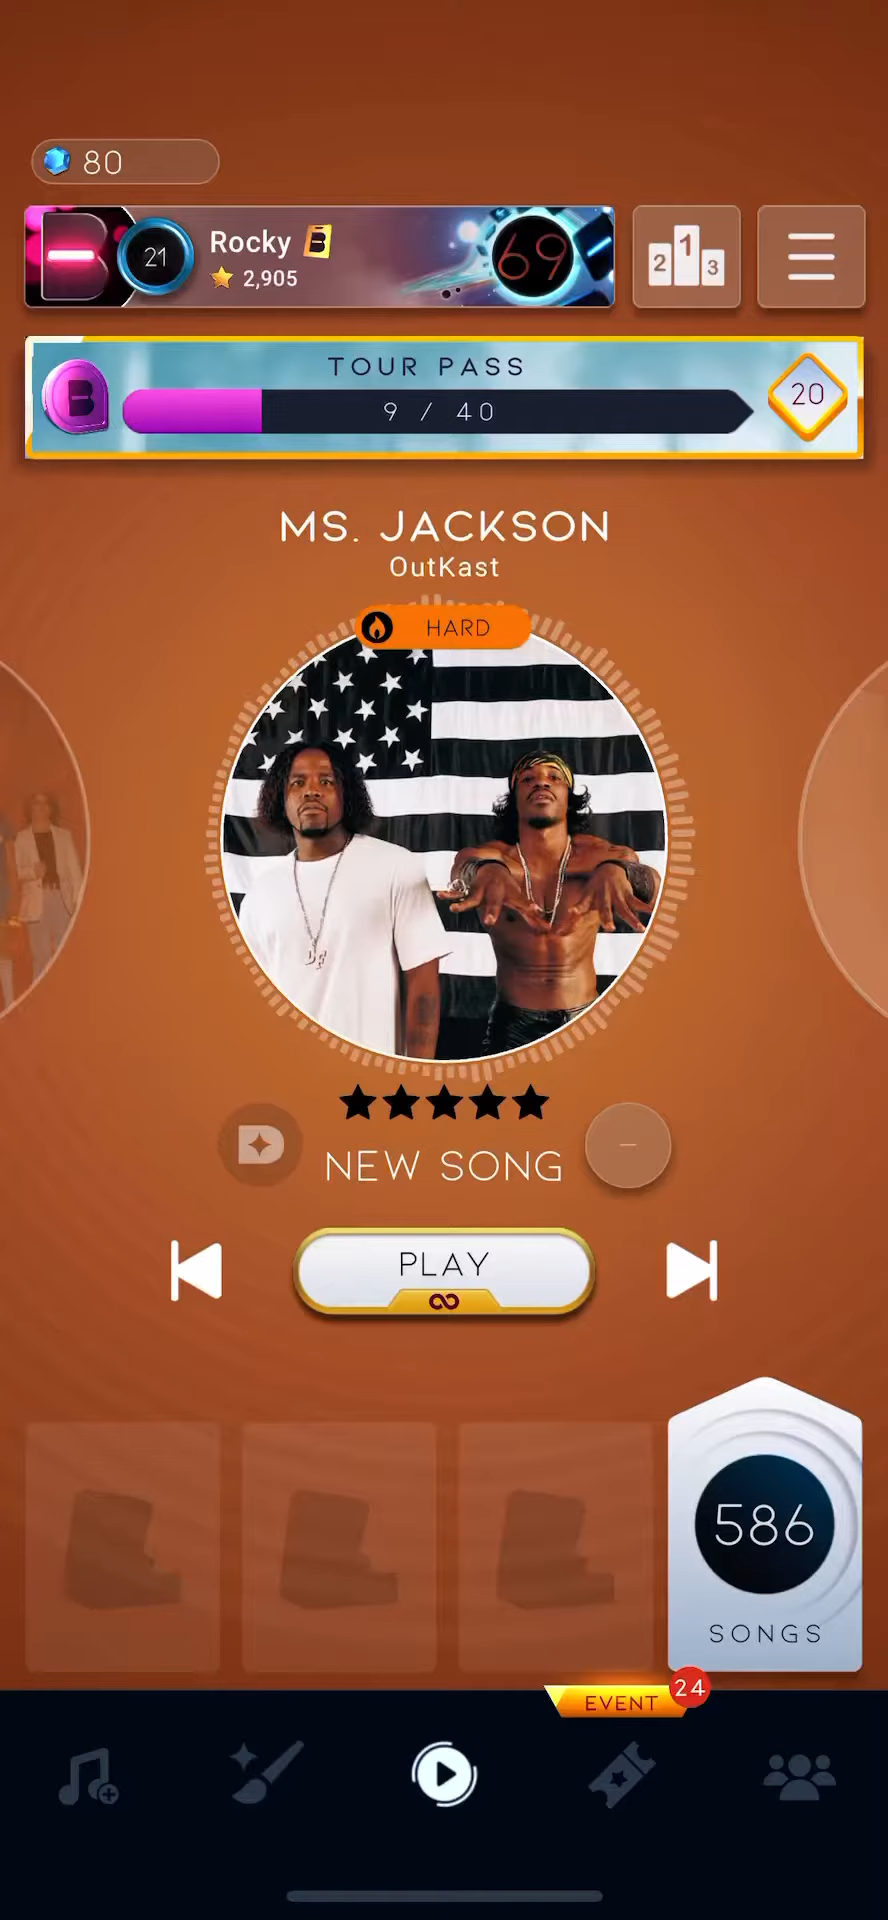 80
21
Rocky
2,905
69
2 1 3
TOUR PASS
9 / 40
20
MS. JACKSON
OutKast
HARD
NEW SONG
PLAY
586
SONGS
EVENT
24